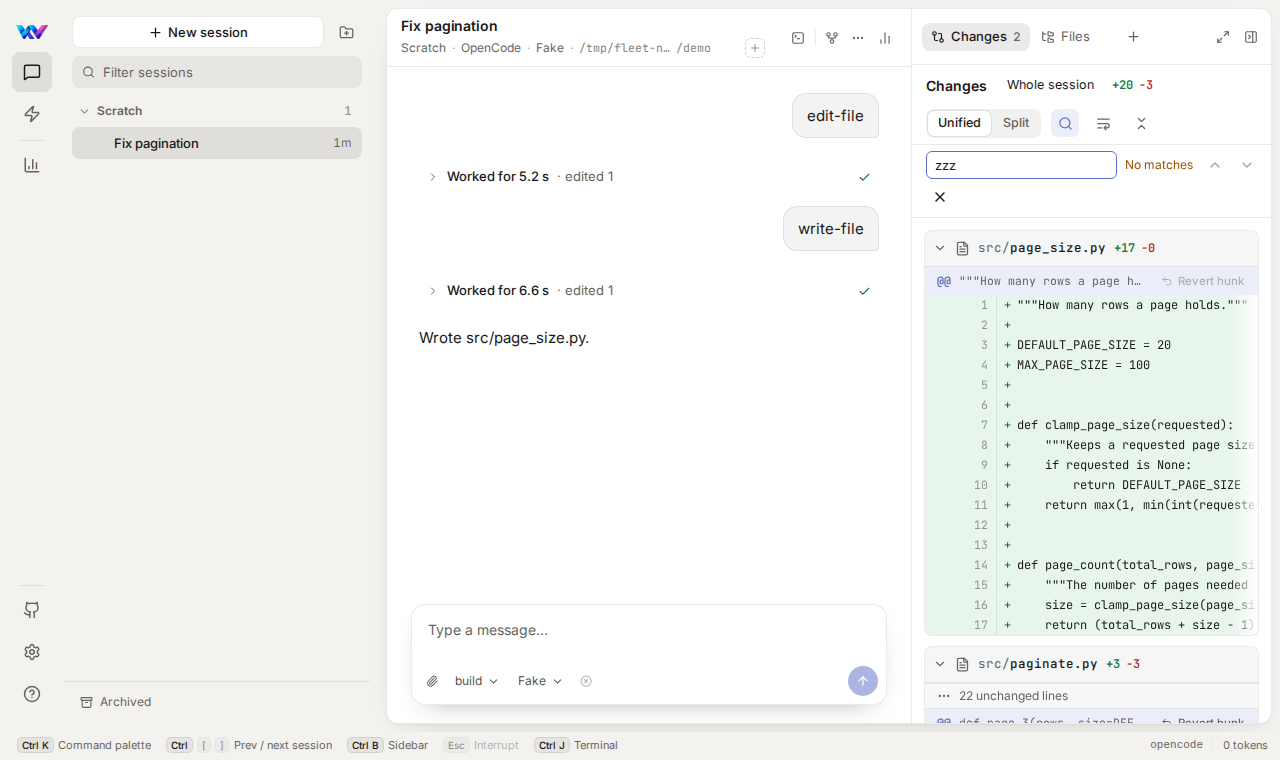 New session
Filter sessions
Scratch 1
Fix pagination 1m
Archived
Fix pagination
Scratch · OpenCode · Fake · /tmp/fleet-n… /demo
edit-file
Worked for 5.2 s · edited 1
write-file
Worked for 6.6 s · edited 1
Wrote src/page_size.py.
Type a message...
build Fake
Changes 2 Files
Changes Whole session +20 -3
Unified Split
zzz No matches
src/page_size.py +17 -0
@@ """How many rows a page h… Revert hunk
1 + """How many rows a page holds."""
2 +
3 + DEFAULT_PAGE_SIZE = 20
4 + MAX_PAGE_SIZE = 100
5 +
6 +
7 + def clamp_page_size(requested):
8 + """Keeps a requested page size
9 + if requested is None:
10 + return DEFAULT_PAGE_SIZE
11 + return max(1, min(int(requeste
12 +
13 +
14 + def page_count(total_rows, page_si
15 + """The number of pages needed
16 + size = clamp_page_size(page_si
17 + return (total_rows + size - 1)
src/paginate.py +3 -3
22 unchanged lines
Revert hunk
Ctrl K Command palette Ctrl [ ] Prev / next session Ctrl B Sidebar Esc Interrupt Ctrl J Terminal opencode 0 tokens